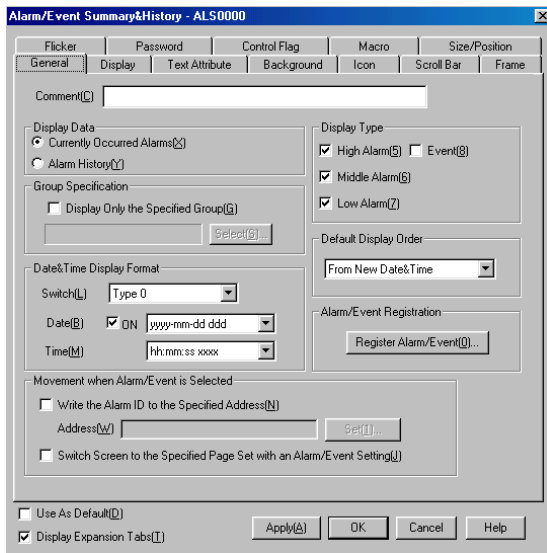 Alarm/Event Summary&History - ALS0000
Flicker Password Control Flag Macro Size/Position
General Display Text Attribute Background Icon Scroll Bar Frame
Comment(C)
Display Data
Currently Occurred Alarms(X)
Alarm History(Y)
Display Type
High Alarm(5) Event(8)
Middle Alarm(6)
Low Alarm(7)
Group Specification
Display Only the Specified Group(G)
Select(S)...
Default Display Order
From New Date&Time
Date&Time Display Format
Switch(L) Type 0
Date(B) ON yyyy-mm-dd ddd
Time(M) hh:mm:ss xxxx
Alarm/Event Registration
Register Alarm/Event(0)...
Movement when Alarm/Event is Selected
Write the Alarm ID to the Specified Address(N)
Address(W) Set(1)...
Switch Screen to the Specified Page Set with an Alarm/Event Setting(J)
Use As Default(D)
Display Expansion Tabs(T)
Apply(A) OK Cancel Help